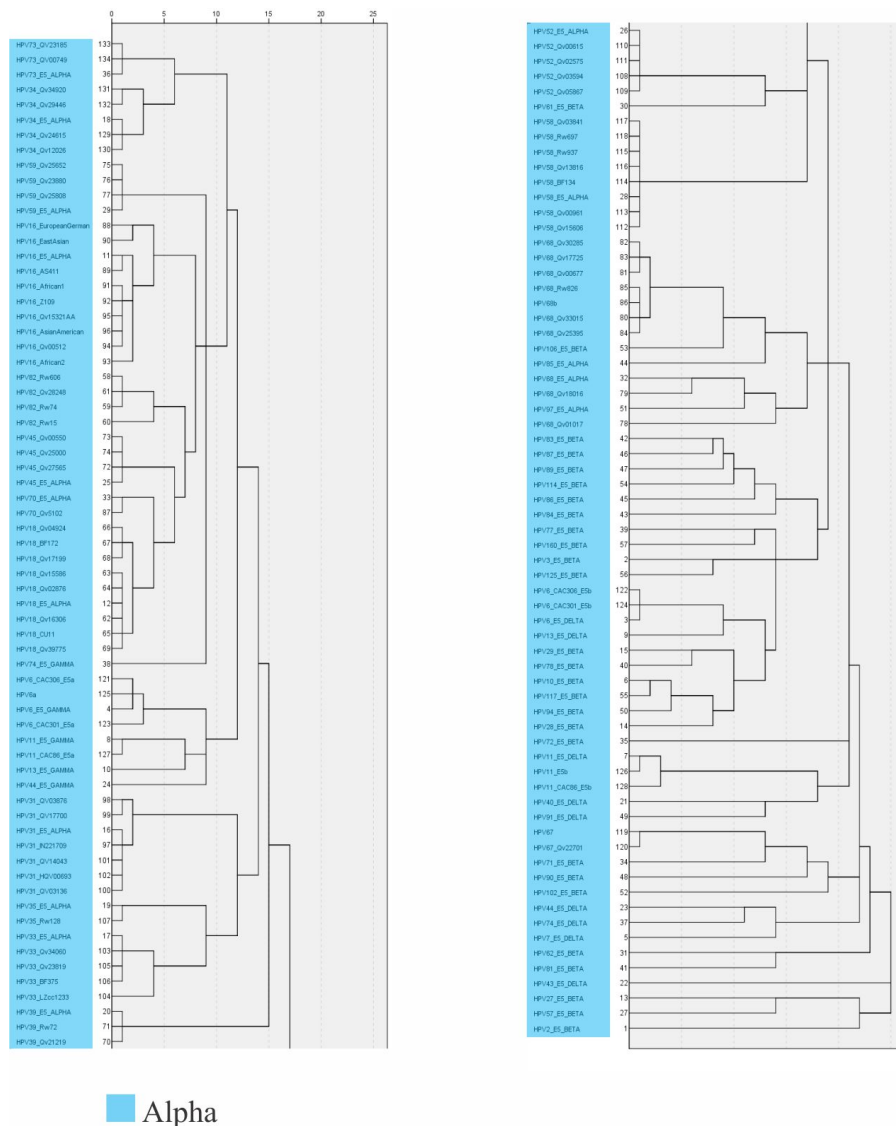 0 5 10 15 20 25
HPV73_QV23185 133
HPV73_QV00749 134
HPV73_E5_ALPHA 36
HPV34_Qv34920 131
HPV34_Qv29446 132
HPV34_E5_ALPHA 18
HPV34_Qv24615 129
HPV34_Qv12026 130
HPV59_Qv25852 75
HPV59_Qv23880 76
HPV59_Qv25808 77
HPV59_E5_ALPHA 29
HPV16_EuropeanGerman 88
HPV16_EastAsian 90
HPV16_E5_ALPHA 11
HPV16_AS411 89
HPV16_African1 91
HPV16_Z109 92
HPV16_Qv15321AA 95
HPV16_AsianAmerican 96
HPV16_Qv00512 94
HPV16_African2 93
HPV82_Rw606 58
HPV82_Qv28248 61
HPV82_Rw74 59
HPV82_Rw15 60
HPV45_Qv00550 73
HPV45_Qv25000 74
HPV45_Qv27565 72
HPV45_E5_ALPHA 25
HPV70_E5_ALPHA 33
HPV70_Qv5102 87
HPV18_Qv04924 66
HPV18_BF172 67
HPV18_Qv17199 68
HPV18_Qv15586 63
HPV18_Qv02876 64
HPV18_E5_ALPHA 12
HPV18_Qv16306 62
HPV18_CU11 65
HPV18_Qv39775 69
HPV74_E5_GAMMA 38
HPV6_CAC306_E5a 121
HPV6a 125
HPV6_E5_GAMMA 4
HPV6_CAC301_E5a 123
HPV11_E5_GAMMA 8
HPV11_CAC86_E5a 127
HPV13_E5_GAMMA 10
HPV44_E5_GAMMA 24
HPV31_QV03876 98
HPV31_QV17700 99
HPV31_E5_ALPHA 16
HPV31_IN221709 97
HPV31_QV14043 101
HPV31_HQV00693 102
HPV31_QV03136 100
HPV35_E5_ALPHA 19
HPV35_Rw128 107
HPV33_E5_ALPHA 17
HPV33_Qv34060 103
HPV33_Qv23819 105
HPV33_BF375 106
HPV33_LZcc1233 104
HPV39_E5_ALPHA 20
HPV39_Rw72 71
HPV39_Qv21219 70
HPV52_E5_ALPHA 26
HPV52_Qv00615 110
HPV52_Qv02575 111
HPV52_Qv03594 108
HPV52_Qv05867 109
HPV61_E5_BETA 30
HPV58_Qv03841 117
HPV58_Rw697 118
HPV58_Rw937 115
HPV58_Qv13816 116
HPV58_BF134 114
HPV58_E5_ALPHA 28
HPV58_Qv00961 113
HPV58_Qv15606 112
HPV68_Qv30285 82
HPV68_Qv17725 83
HPV68_Qv00877 81
HPV68_Rw826 85
HPV68b 86
HPV68_Qv33015 80
HPV68_Qv25395 84
HPV106_E5_BETA 53
HPV85_E5_ALPHA 44
HPV68_E5_ALPHA 32
HPV68_Qv18016 79
HPV97_E5_ALPHA 51
HPV68_Qv01017 78
HPV83_E5_BETA 42
HPV87_E5_BETA 46
HPV89_E5_BETA 47
HPV114_E5_BETA 54
HPV86_E5_BETA 45
HPV84_E5_BETA 43
HPV77_E5_BETA 39
HPV160_E5_BETA 57
HPV3_E5_BETA 2
HPV125_E5_BETA 56
HPV6_CAC306_E5b 122
HPV6_CAC301_E5b 124
HPV6_E5_DELTA 3
HPV13_E5_DELTA 9
HPV29_E5_BETA 15
HPV78_E5_BETA 40
HPV10_E5_BETA 6
HPV117_E5_BETA 55
HPV94_E5_BETA 50
HPV28_E5_BETA 14
HPV72_E5_BETA 35
HPV11_E5_DELTA 7
HPV11_E5b 126
HPV11_CAC86_E5b 128
HPV40_E5_DELTA 21
HPV91_E5_DELTA 49
HPV67 119
HPV67_Qv22701 120
HPV71_E5_BETA 34
HPV90_E5_BETA 48
HPV102_E5_BETA 52
HPV44_E5_DELTA 23
HPV74_E5_DELTA 37
HPV7_E5_DELTA 5
HPV62_E5_BETA 31
HPV81_E5_BETA 41
HPV43_E5_DELTA 22
HPV27_E5_BETA 13
HPV57_E5_BETA 27
HPV2_E5_BETA 1
Alpha